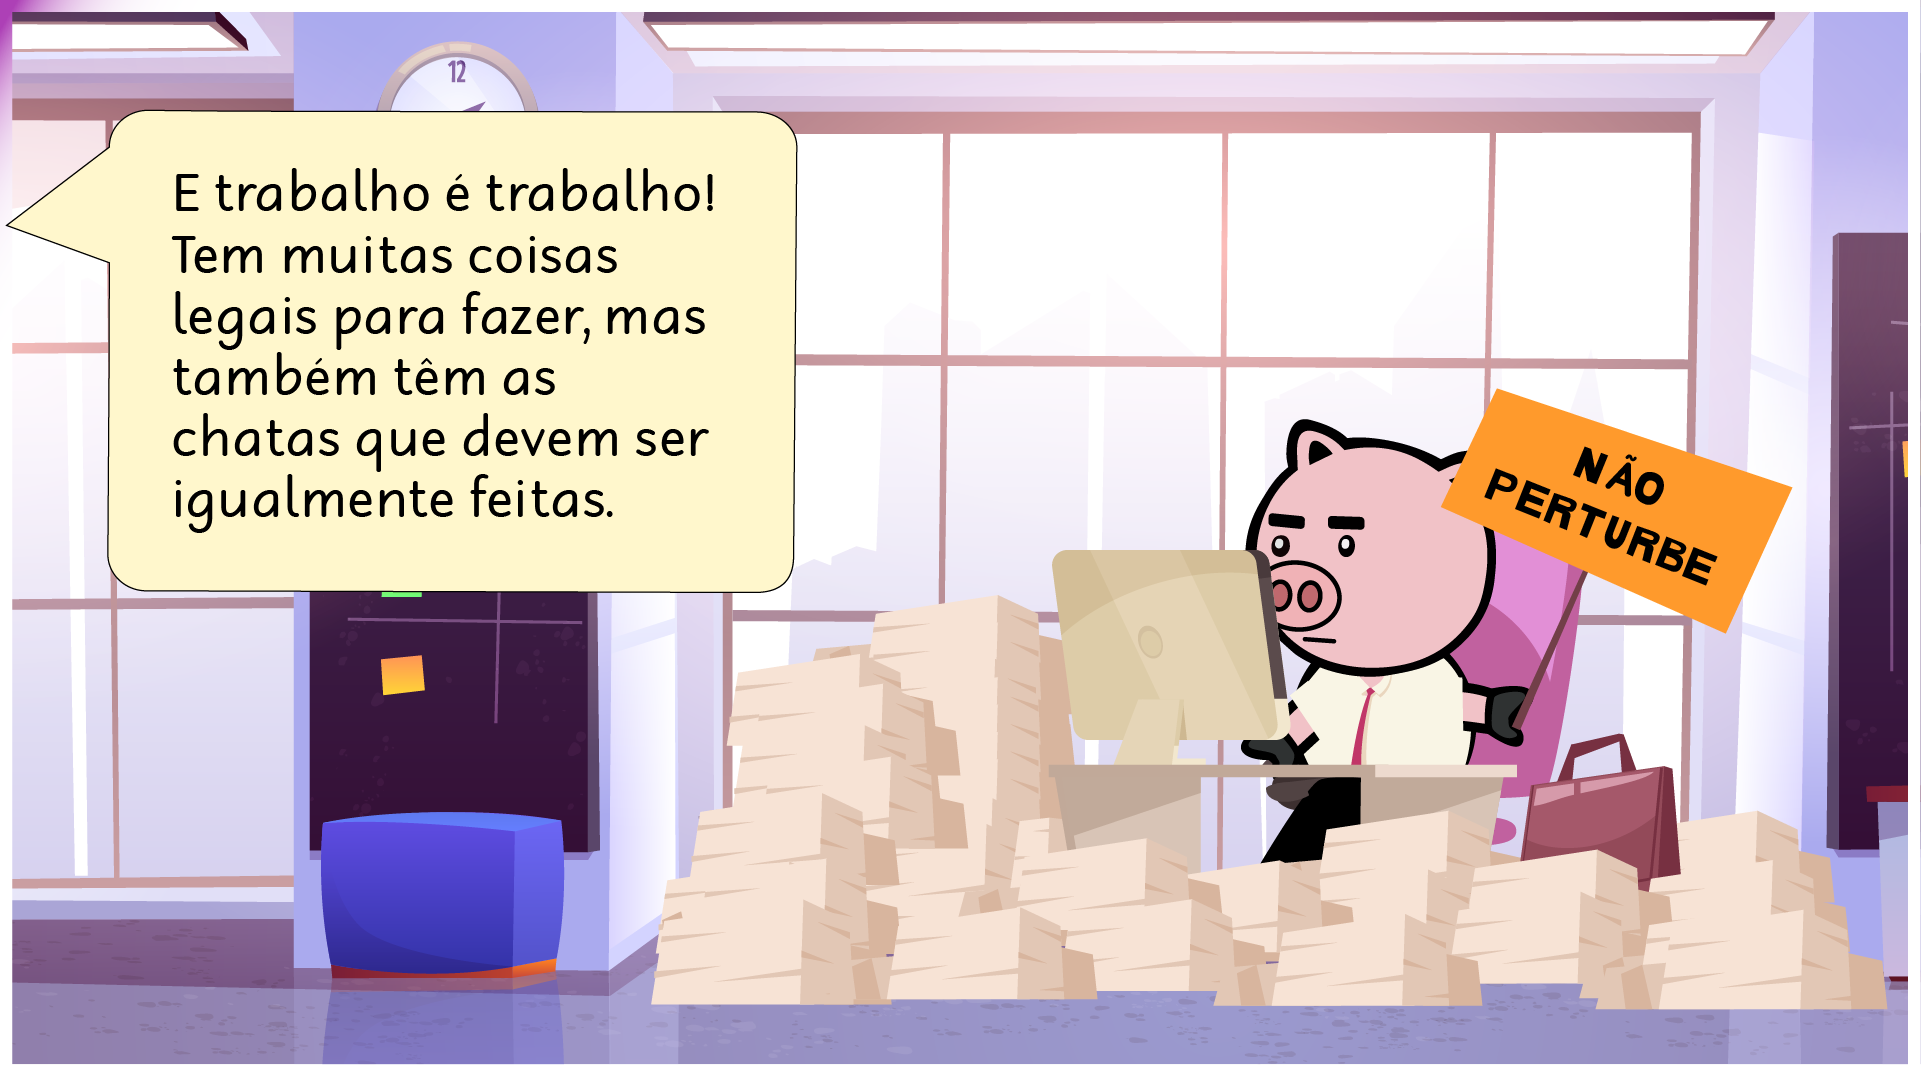 12
E trabalho é trabalho!
Tem muitas coisas
legais para fazer, mas
também têm as
chatas que devem ser
igualmente feitas.
NÃO
PERTURBE